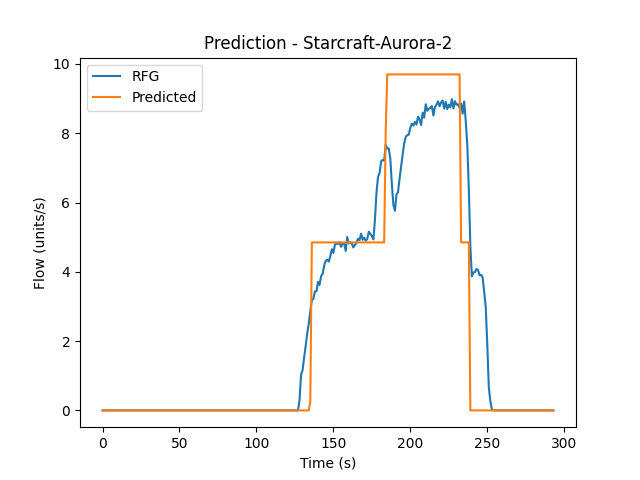 Prediction - Starcraft-Aurora-2
RFG
Predicted
Flow (units/s)
10
8
6
4
2
0
0 50 100 150 200 250 300
Time (s)